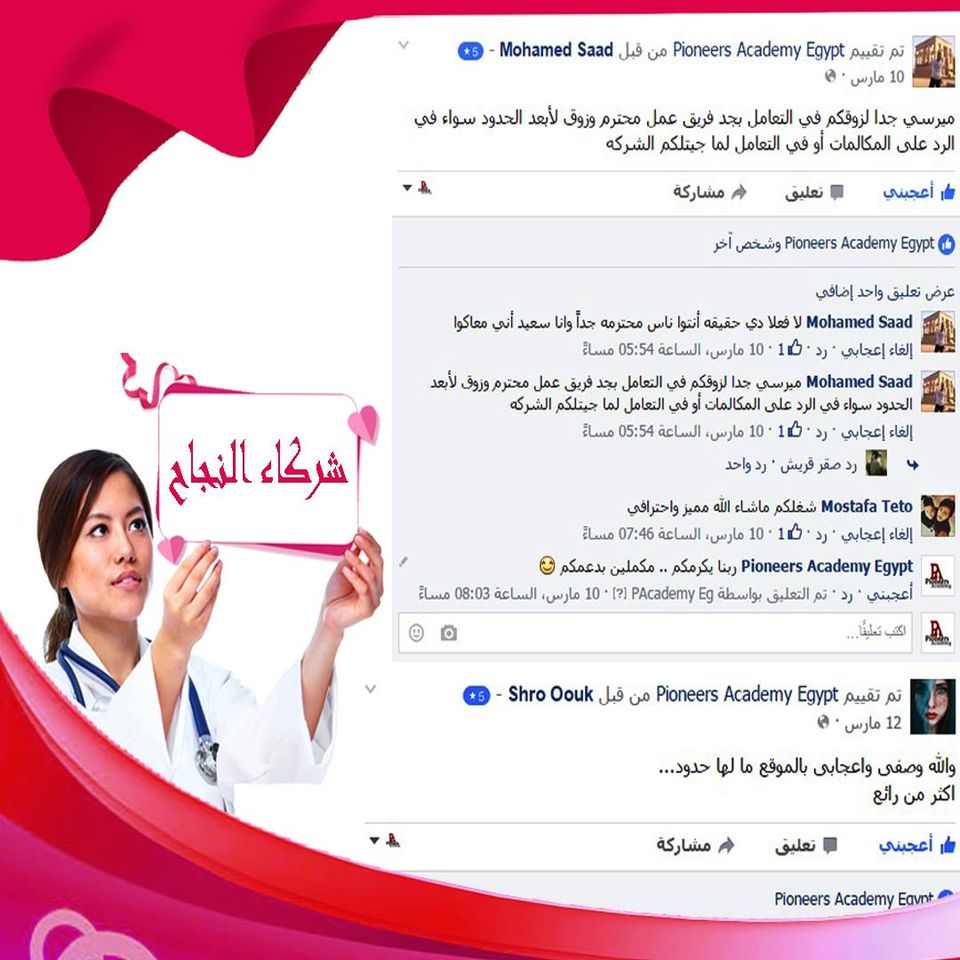 تم تقييم Pioneers Academy Egypt من قبل Mohamed Saad - 5★
10 مارس ·
ميرسي جدا لزوقكم في التعامل بجد فريق عمل محترم وزوق لأبعد الحدود سواء في
الرد على المكالمات أو في التعامل لما جيتلكم الشركه
أعجبني تعليق مشاركة
Pioneers Academy Egypt وشخص آخر
عرض تعليق واحد إضافي
Mohamed Saad لا فعلا دي حقيقه أنتوا ناس محترمه جداً وانا سعيد أني معاكوا
إلغاء إعجابي · رد · 1 · 10 مارس، الساعة 05:54 مساءً
Mohamed Saad ميرسي جدا لزوقكم في التعامل بجد فريق عمل محترم وزوق لأبعد
الحدود سواء في الرد على المكالمات أو في التعامل لما جيتلكم الشركه
إلغاء إعجابي · رد · 1 · 10 مارس، الساعة 05:54 مساءً
رد صقر قريش · رد واحد
Mostafa Teto شغلكم ماشاء الله مميز واحترافي
إلغاء إعجابي · رد · 1 · 10 مارس، الساعة 07:46 مساءً
Pioneers Academy Egypt ربنا يكرمكم .. مكملين بدعمكم 😊
أعجبني · رد · تم التعليق بواسطة PAcademy Eg [?] · 10 مارس، الساعة 08:03 مساءً
اكتب تعليقًا...
شركاء النجاح
تم تقييم Pioneers Academy Egypt من قبل Shro Oouk - 5★
12 مارس ·
والله وصفى واعجابى بالموقع ما لها حدود...
اكثر من رائع
أعجبني تعليق مشاركة
Pioneers Academy Egypt